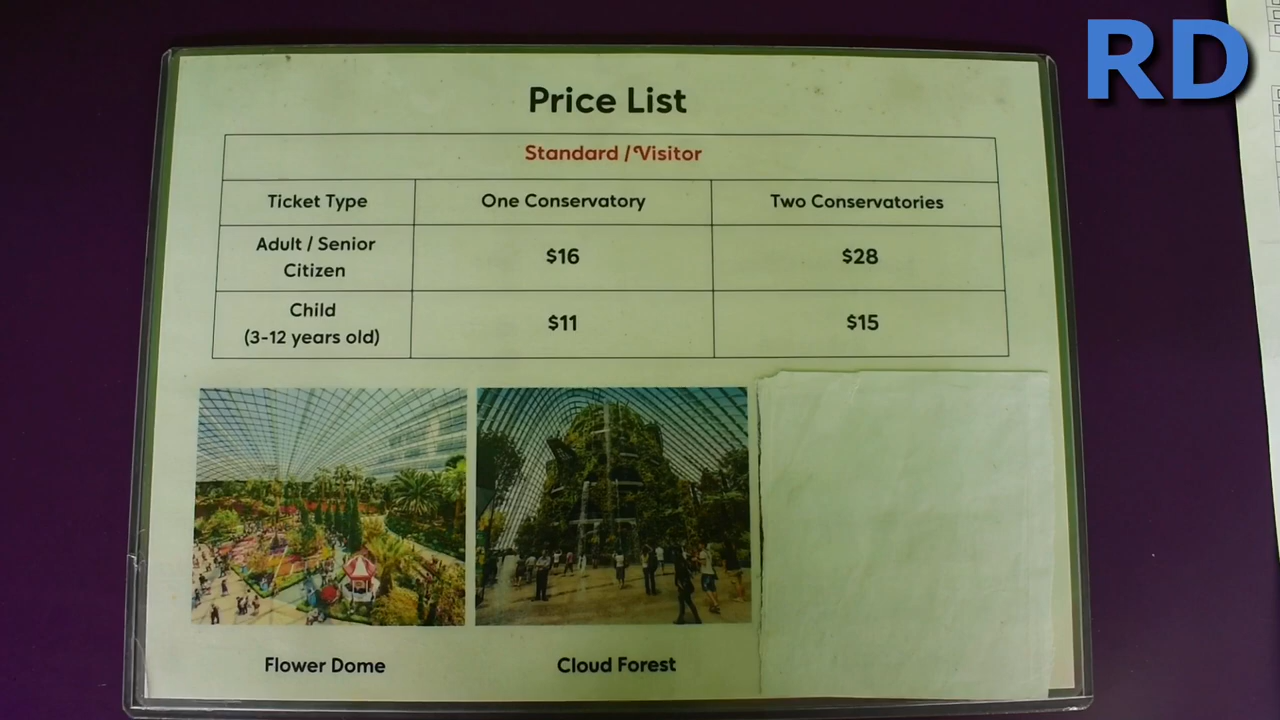 RD
Price List
Standard / Visitor
Ticket Type One Conservatory Two Conservatories
Adult / Senior
Citizen
$16 $28
Child
(3-12 years old)
$11 $15
Flower Dome Cloud Forest